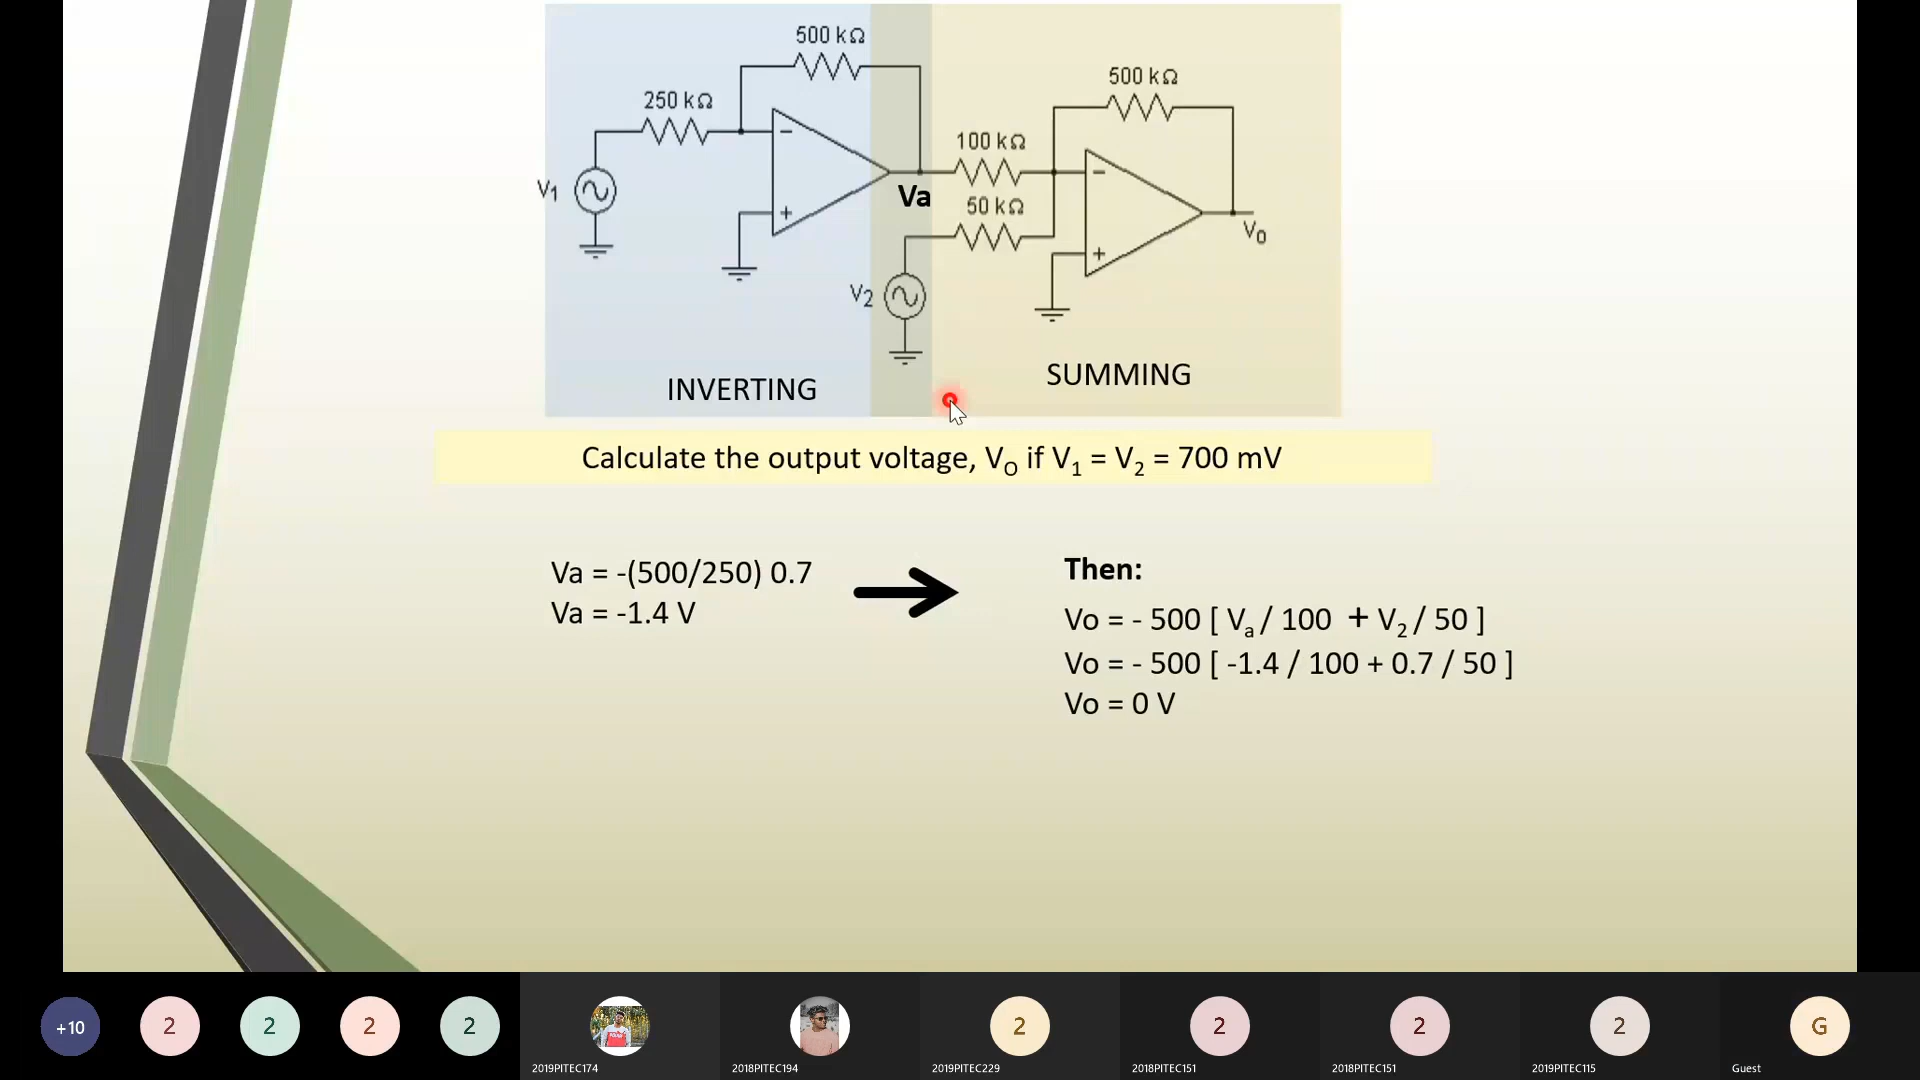 500 kΩ
500 kΩ
250 kΩ
100 kΩ
50 kΩ
V1
Va
V2
Vo
−
+
−
+
INVERTING
SUMMING
Calculate the output voltage, VO if V1 = V2 = 700 mV
Va = -(500/250) 0.7
Va = -1.4 V
Then:
Vo = - 500 [ Va / 100 + V2 / 50 ]
Vo = - 500 [ -1.4 / 100 + 0.7 / 50 ]
Vo = 0 V
+10
2
2
2
2
2
2
2
2
G
2019PITEC174
2018PITEC194
2019PITEC229
2018PITEC151
2018PITEC151
2019PITEC115
Guest